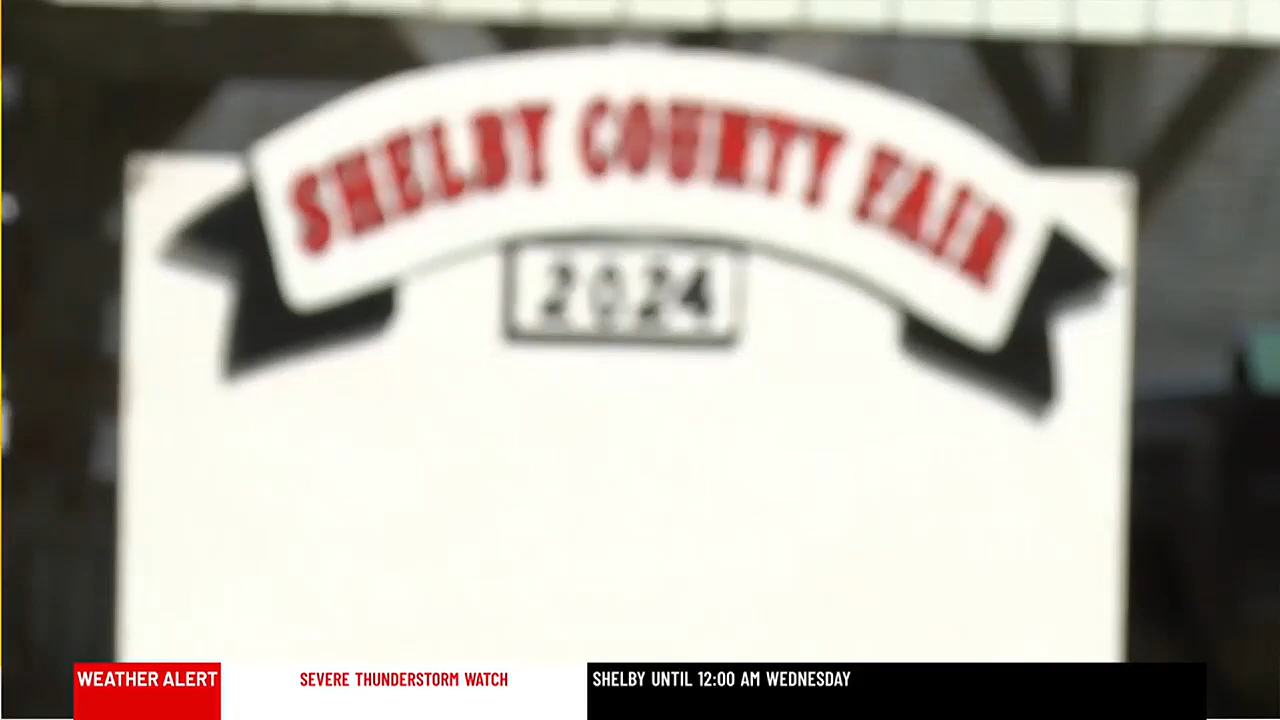 SHELBY COUNTY FAIR
2024
WEATHER ALERT
SEVERE THUNDERSTORM WATCH
SHELBY UNTIL 12:00 AM WEDNESDAY